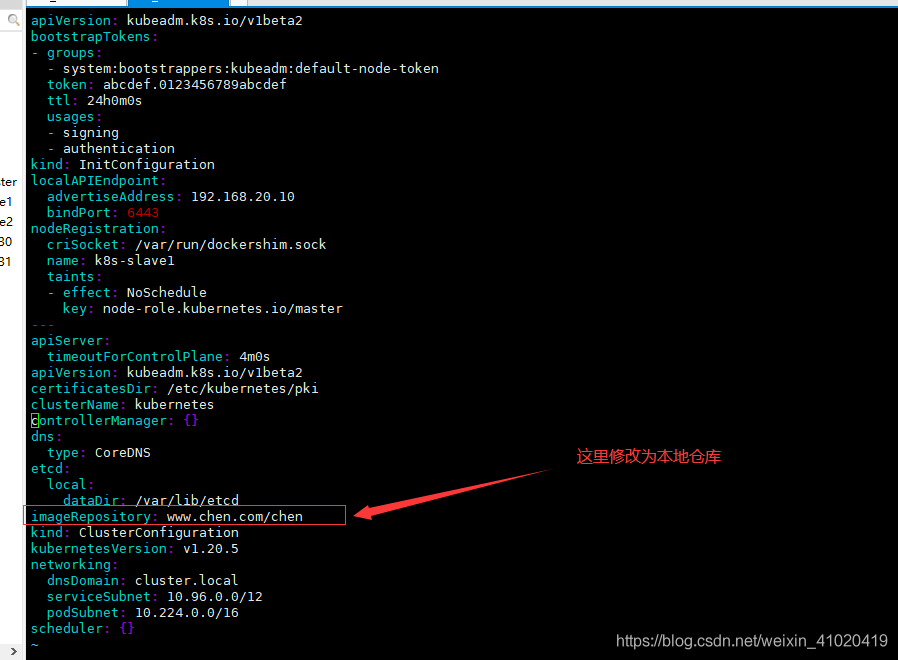 apiVersion: kubeadm.k8s.io/v1beta2
bootstrapTokens:
- groups:
  - system:bootstrappers:kubeadm:default-node-token
  token: abcdef.0123456789abcdef
  ttl: 24h0m0s
  usages:
  - signing
  - authentication
kind: InitConfiguration
localAPIEndpoint:
  advertiseAddress: 192.168.20.10
  bindPort: 6443
nodeRegistration:
  criSocket: /var/run/dockershim.sock
  name: k8s-slave1
  taints:
  - effect: NoSchedule
    key: node-role.kubernetes.io/master
---
apiServer:
  timeoutForControlPlane: 4m0s
apiVersion: kubeadm.k8s.io/v1beta2
certificatesDir: /etc/kubernetes/pki
clusterName: kubernetes
controllerManager: {}
dns:
  type: CoreDNS
etcd:
  local:
    dataDir: /var/lib/etcd
imageRepository: www.chen.com/chen
kind: ClusterConfiguration
kubernetesVersion: v1.20.5
networking:
  dnsDomain: cluster.local
  serviceSubnet: 10.96.0.0/12
  podSubnet: 10.224.0.0/16
scheduler: {}
~
这里修改为本地仓库
ter
e1
e2
30
31
https://blog.csdn.net/weixin_41020419